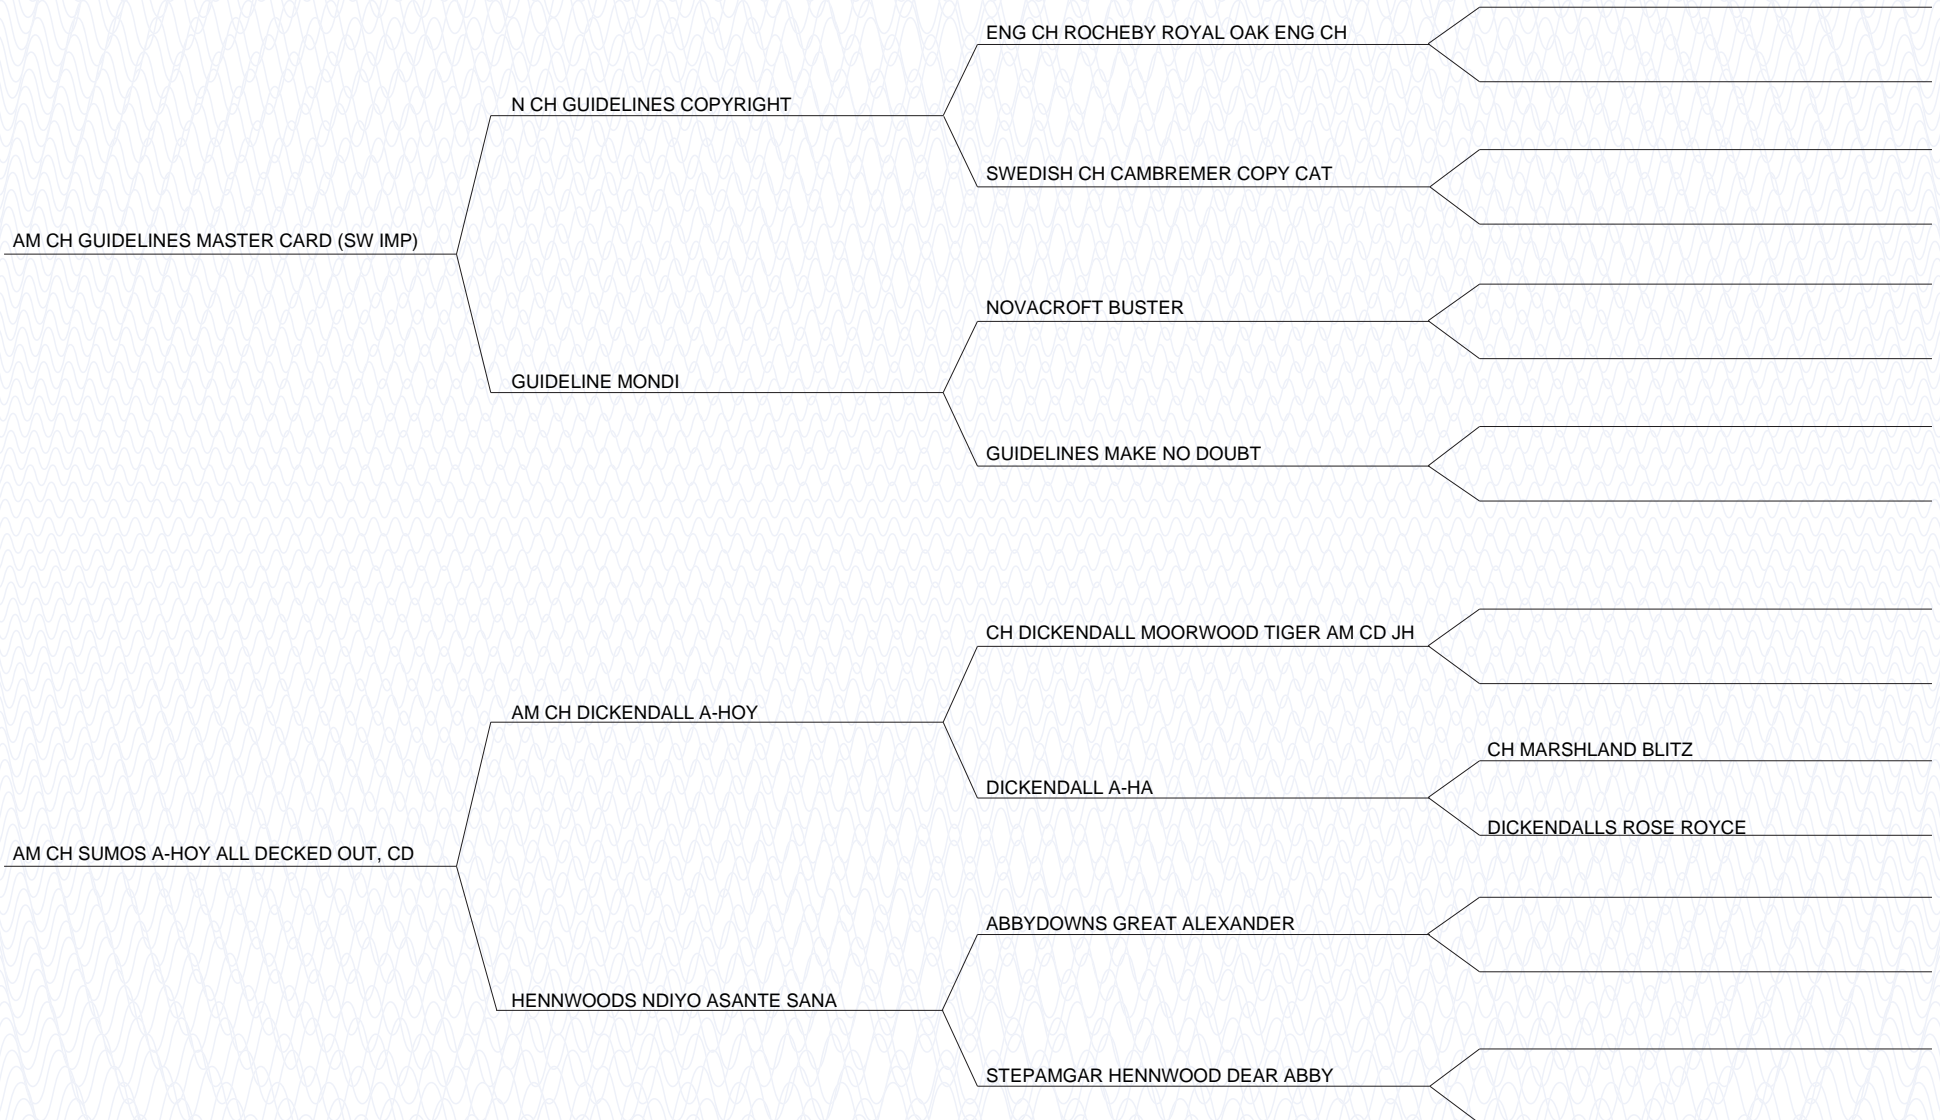 ENG CH ROCHEBY ROYAL OAK ENG CH
N CH GUIDELINES COPYRIGHT
SWEDISH CH CAMBREMER COPY CAT
AM CH GUIDELINES MASTER CARD (SW IMP)
NOVACROFT BUSTER
GUIDELINE MONDI
GUIDELINES MAKE NO DOUBT
CH DICKENDALL MOORWOOD TIGER AM CD JH
AM CH DICKENDALL A-HOY
CH MARSHLAND BLITZ
DICKENDALL A-HA
DICKENDALLS ROSE ROYCE
AM CH SUMOS A-HOY ALL DECKED OUT, CD
ABBYDOWNS GREAT ALEXANDER
HENNWOODS NDIYO ASANTE SANA
STEPAMGAR HENNWOOD DEAR ABBY